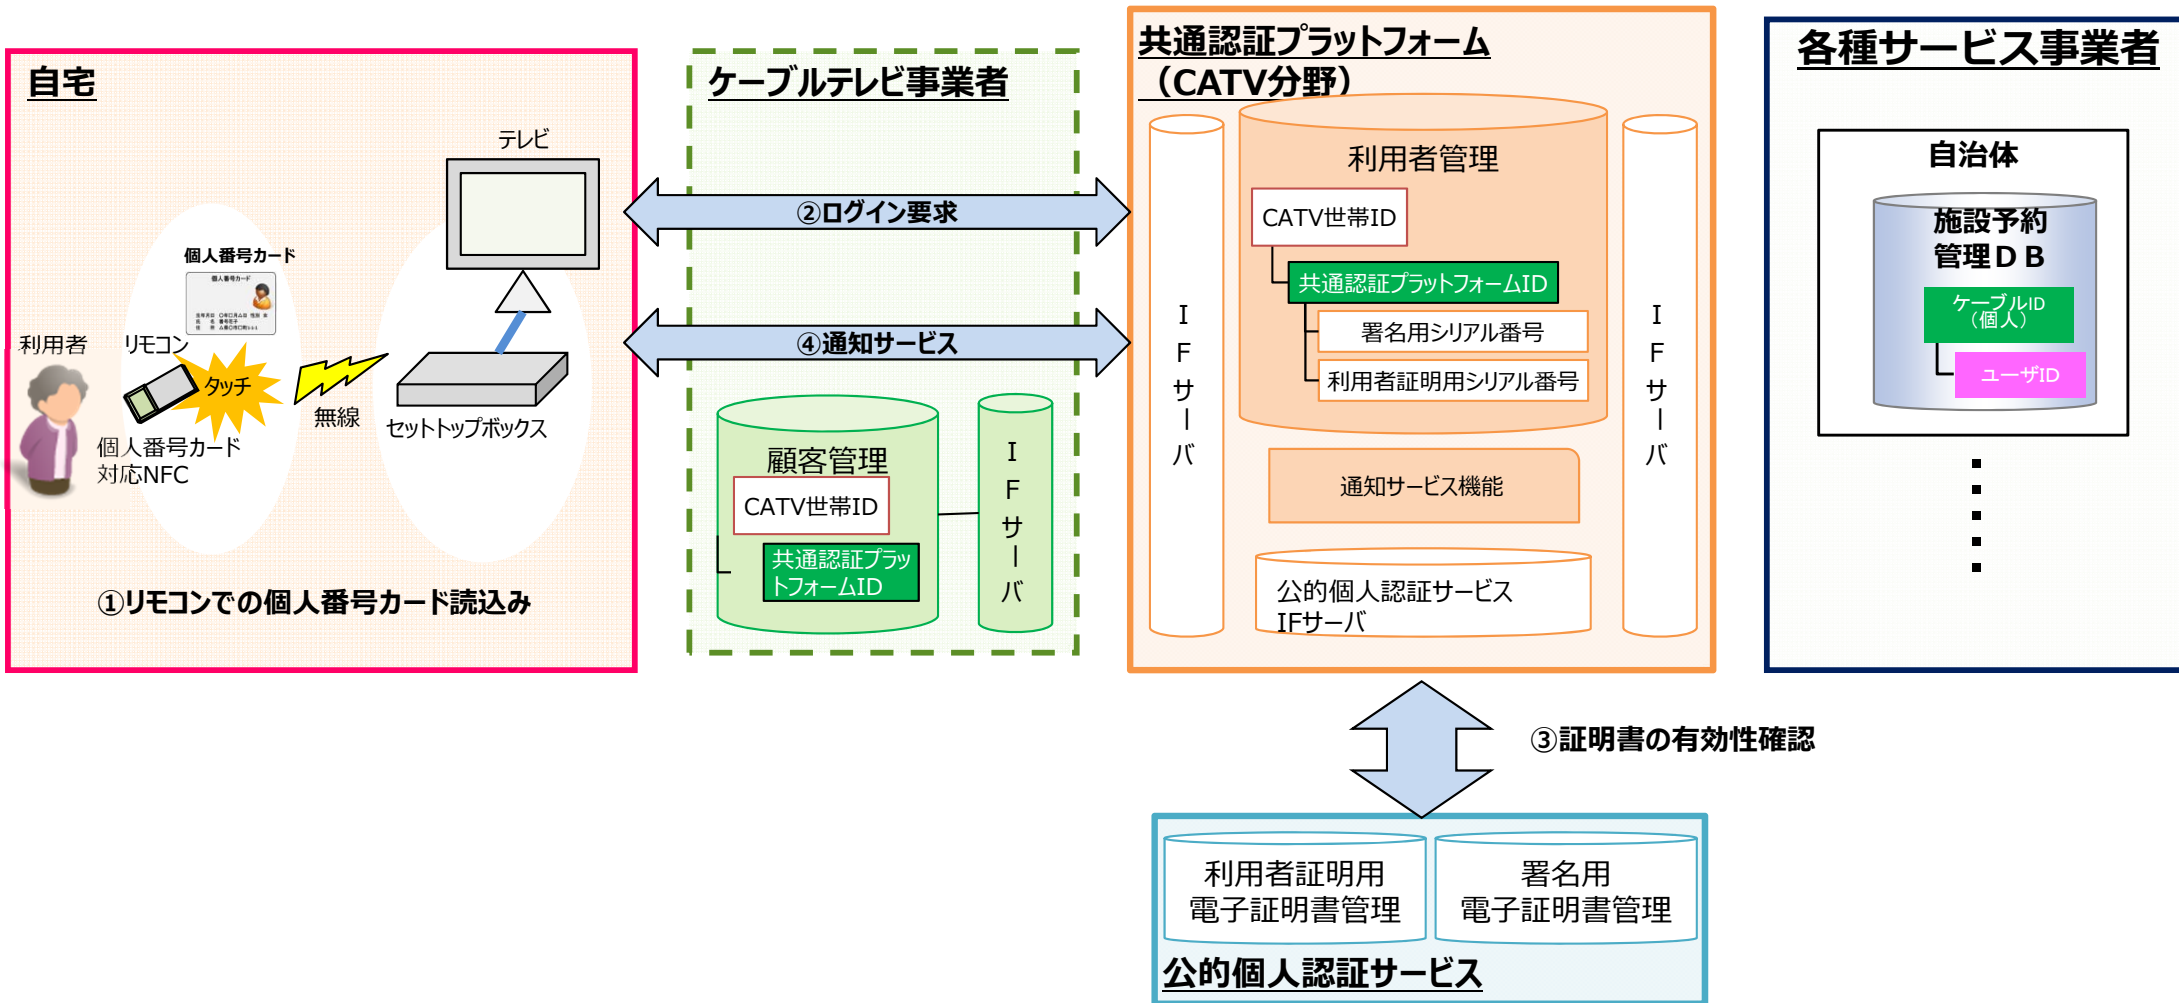 自宅
テレビ
個人番号カード
個人番号カード
利用者
リモコン
タッチ
無線
セットトップボックス
個人番号カード
対応NFC
①リモコンでの個人番号カード読込み
ケーブルテレビ事業者
②ログイン要求
④通知サービス
顧客管理
CATV世帯ID
共通認証プラッ
トフォームID
IFサーバ
共通認証プラットフォーム
（CATV分野）
IFサーバ
利用者管理
CATV世帯ID
共通認証プラットフォームID
署名用シリアル番号
利用者証明用シリアル番号
通知サービス機能
公的個人認証サービス
IFサーバ
IFサーバ
各種サービス事業者
自治体
施設予約
管理ＤＢ
ケーブルID
（個人）
ユーザID
③証明書の有効性確認
利用者証明用
電子証明書管理
署名用
電子証明書管理
公的個人認証サービス